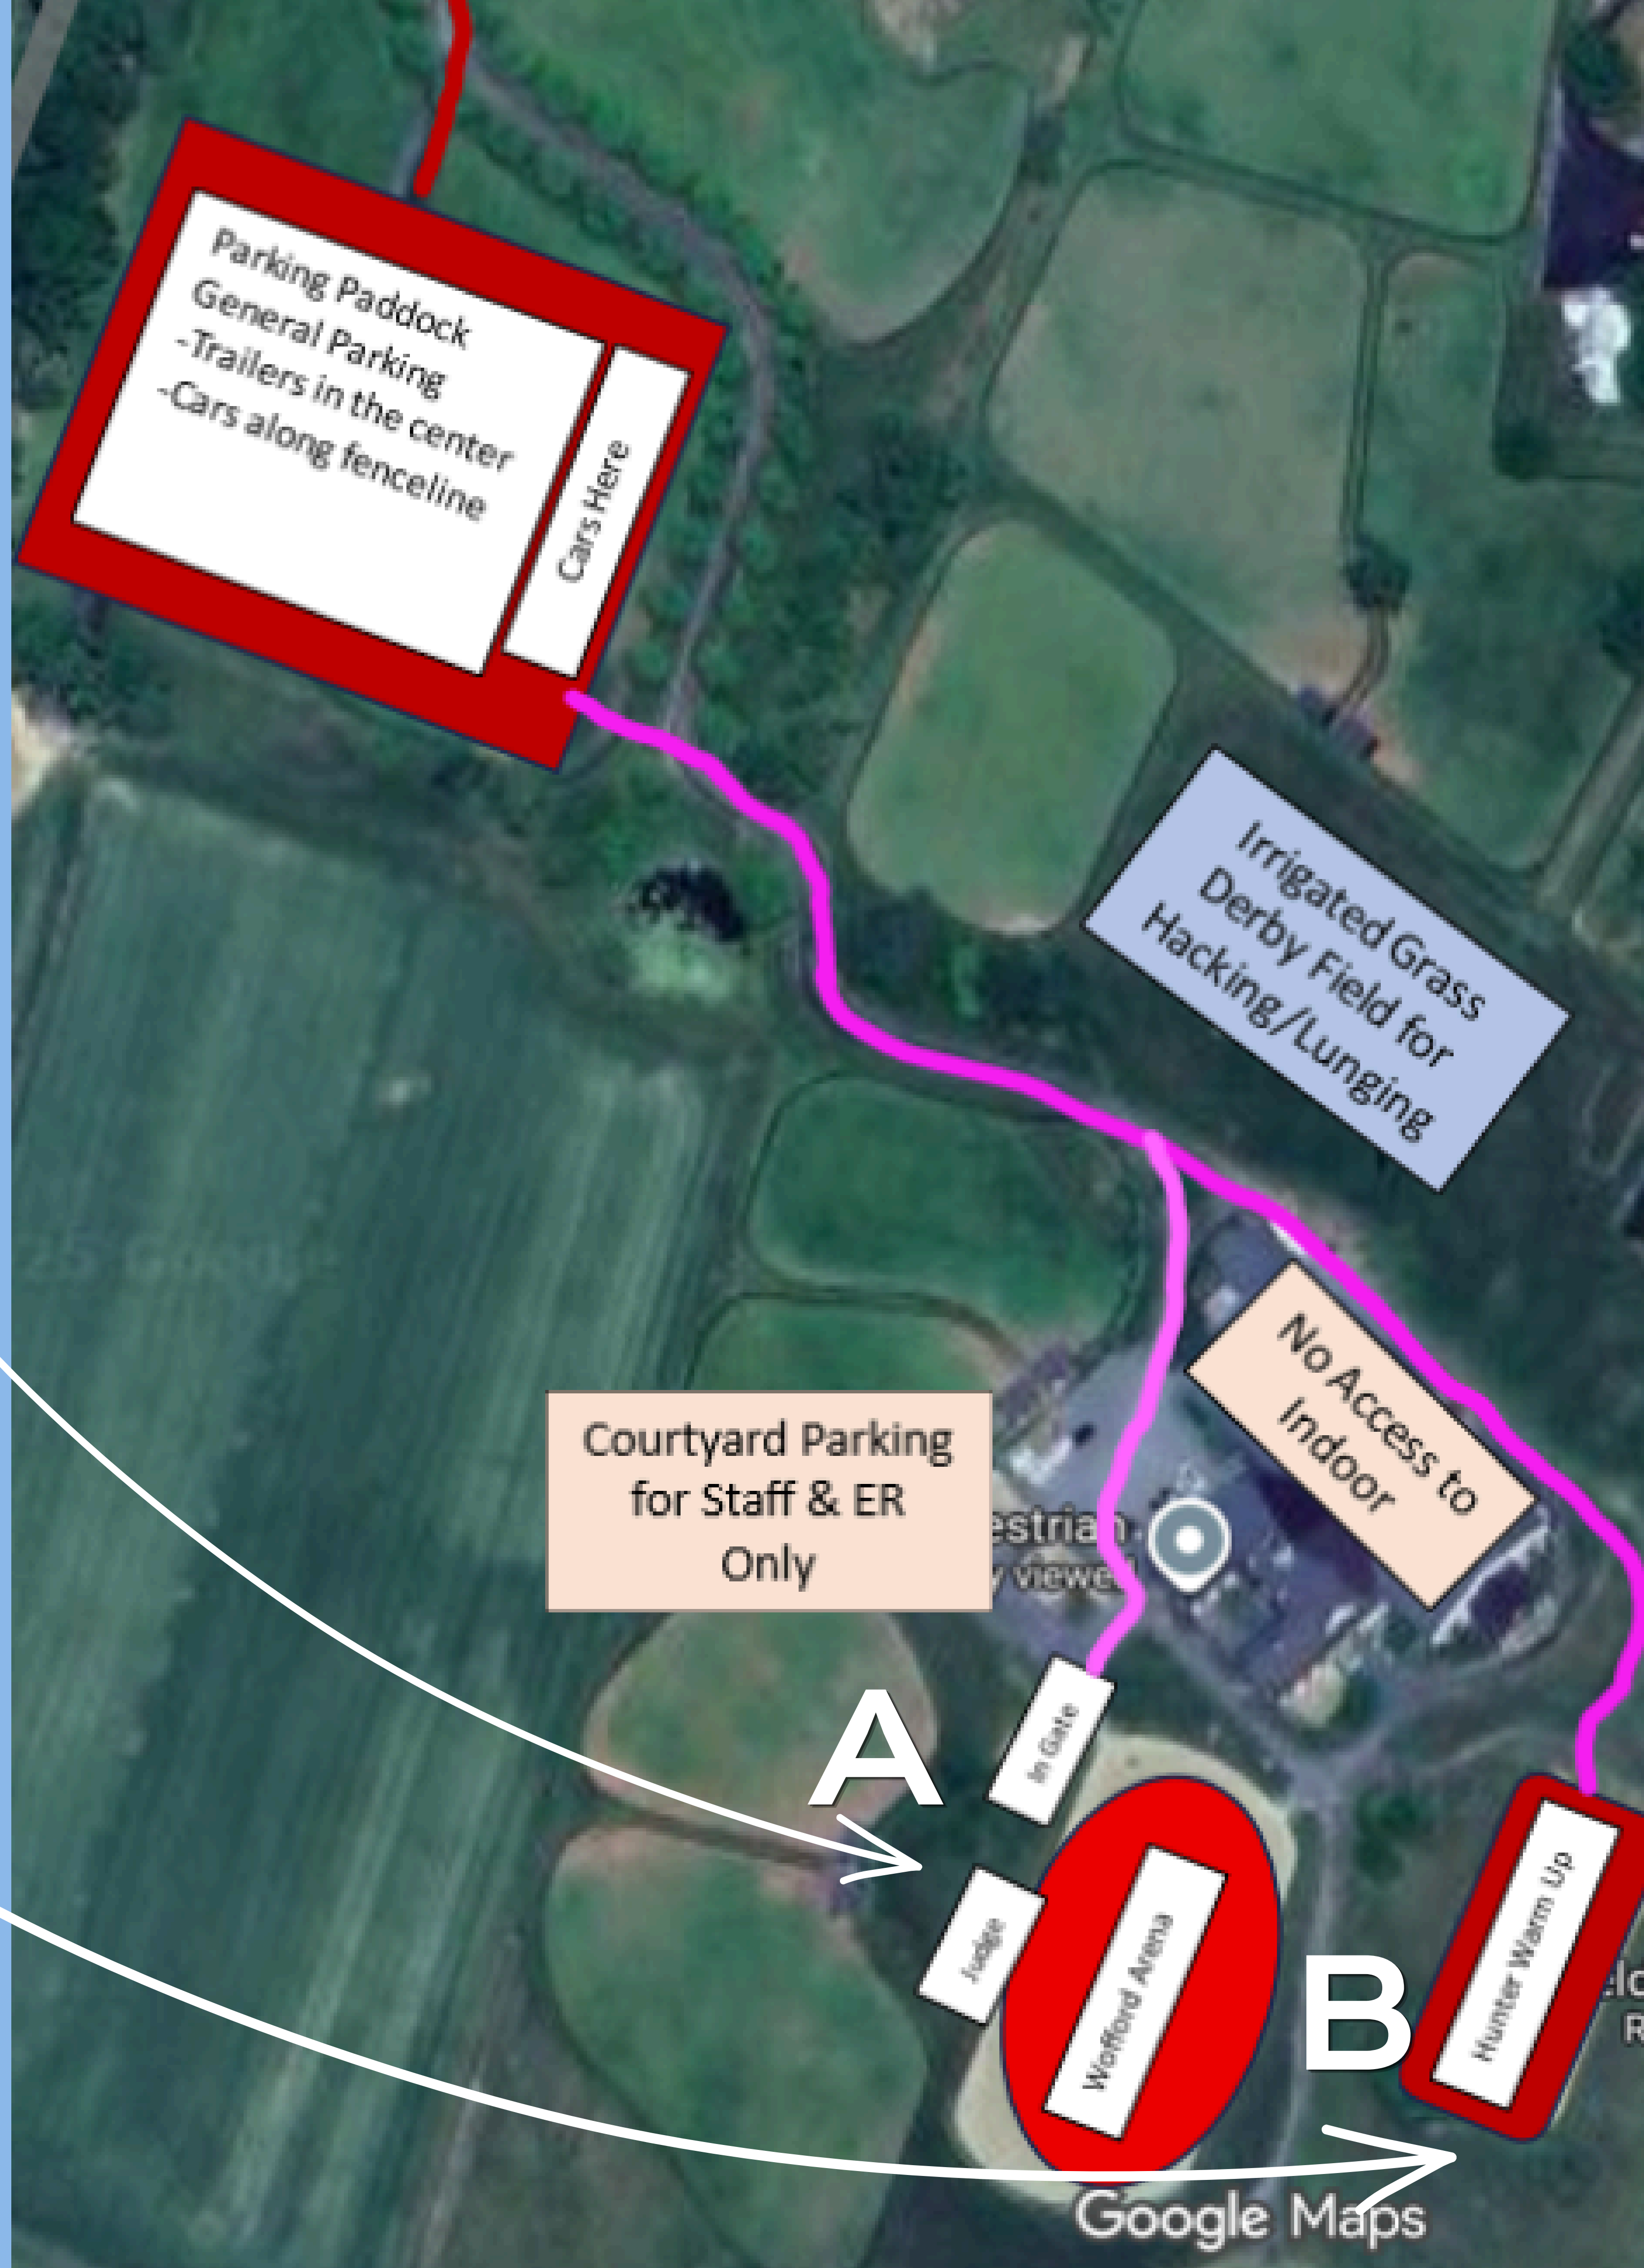 Parking Paddock
General Parking
-Trailers in the center
-Cars along fenceline
Cars Here
Irrigated Grass
Derby Field for
Hacking/Lunging
No Access to
Indoor
Courtyard Parking
for Staff & ER
Only
estrian
y viewed
A
In Gate
Judge
Wofford Arena
B
Hunter Warm Up
R
Google Maps